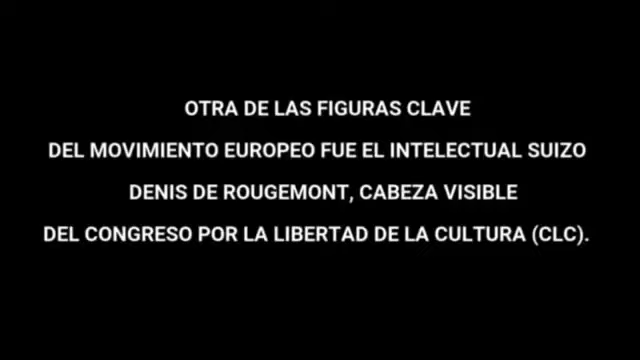 OTRA DE LAS FIGURAS CLAVE
DEL MOVIMIENTO EUROPEO FUE EL INTELECTUAL SUIZO
DENIS DE ROUGEMONT, CABEZA VISIBLE
DEL CONGRESO POR LA LIBERTAD DE LA CULTURA (CLC).